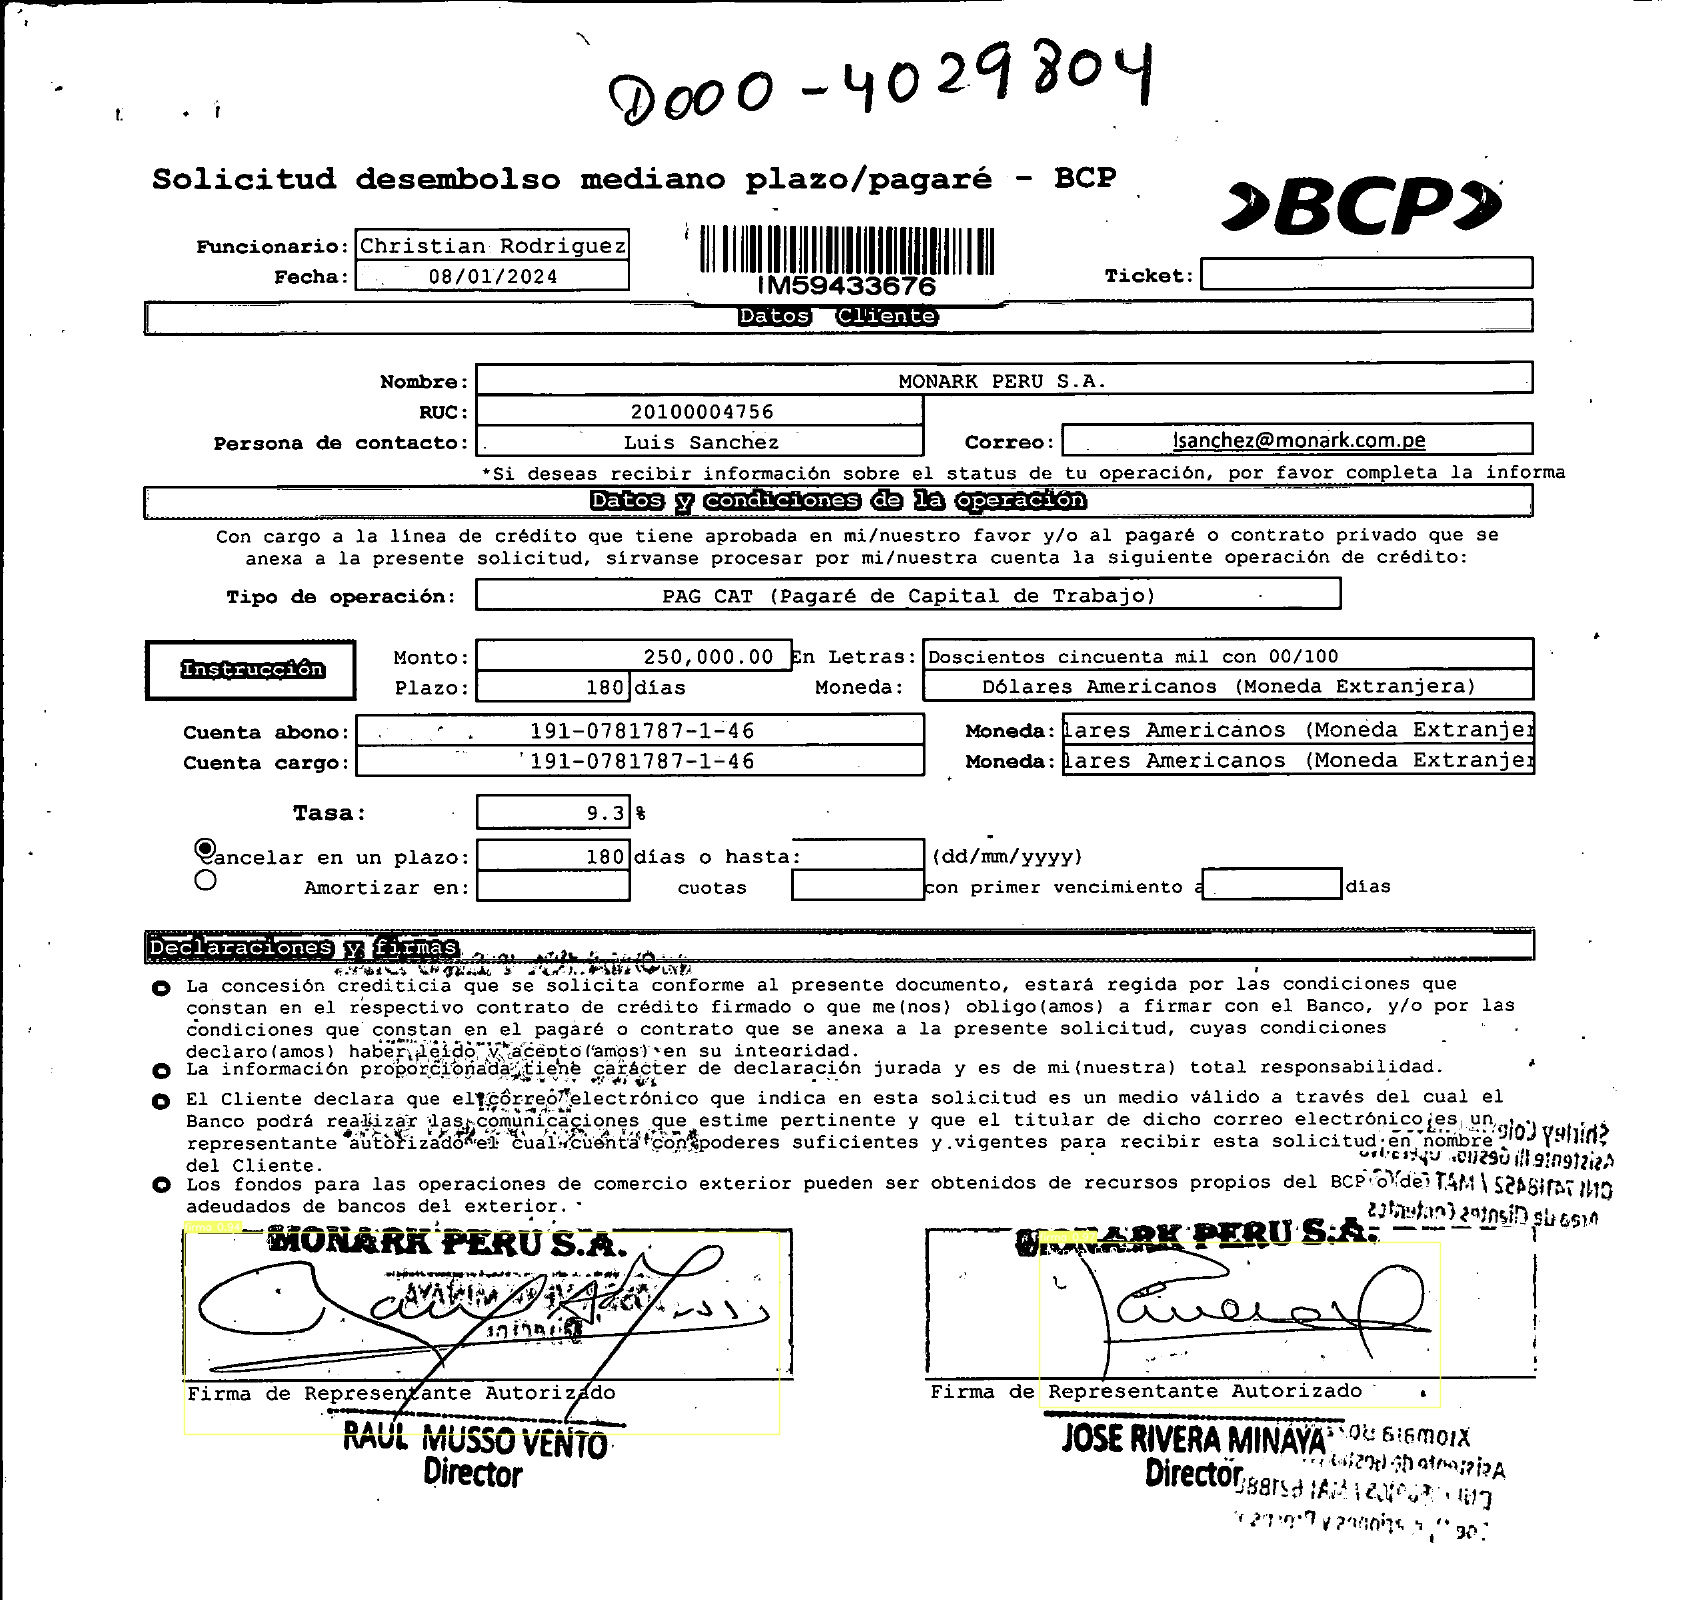 D000-4029804
Solicitud desembolso mediano plazo/pagaré - BCP
BCP
Funcionario: Christian Rodriguez
Fecha: 08/01/2024
IM59433676
Ticket:
Datos Cliente
Nombre: MONARK PERU S.A.
RUC: 20100004756
Persona de contacto: Luis Sanchez Correo: lsanchez@monark.com.pe
*Si deseas recibir información sobre el status de tu operación, por favor completa la informa
Datos y condiciones de la operación
Con cargo a la línea de crédito que tiene aprobada en mi/nuestro favor y/o al pagaré o contrato privado que se
anexa a la presente solicitud, sírvanse procesar por mi/nuestra cuenta la siguiente operación de crédito:
Tipo de operación: PAG CAT (Pagaré de Capital de Trabajo)
Instrucción
Monto: 250,000.00 En Letras: Doscientos cincuenta mil con 00/100
Plazo: 180 días Moneda: Dólares Americanos (Moneda Extranjera)
Cuenta abono: 191-0781787-1-46 Moneda: lares Americanos (Moneda Extranjer
Cuenta cargo: 191-0781787-1-46 Moneda: lares Americanos (Moneda Extranjer
Tasa: 9.3 %
Cancelar en un plazo: 180 días o hasta: (dd/mm/yyyy)
Amortizar en: cuotas con primer vencimiento a días
Declaraciones y firmas
La concesión crediticia que se solicita conforme al presente documento, estará regida por las condiciones que
constan en el respectivo contrato de crédito firmado o que me(nos) obligo(amos) a firmar con el Banco, y/o por las
condiciones que constan en el pagaré o contrato que se anexa a la presente solicitud, cuyas condiciones
declaro(amos) haber leído y acepto(amos) en su integridad.
La información proporcionada tiene carácter de declaración jurada y es de mi(nuestra) total responsabilidad.
El Cliente declara que el correo electrónico que indica en esta solicitud es un medio válido a través del cual el
Banco podrá realizar las comunicaciones que estime pertinente y que el titular de dicho correo electrónico es un
representante autorizado el cual cuenta con poderes suficientes y vigentes para recibir esta solicitud en nombre
del Cliente.
Los fondos para las operaciones de comercio exterior pueden ser obtenidos de recursos propios del BCP o de
adeudados de bancos del exterior.
MONARK PERU S.A.
MONARK PERU S.A.
Firma de Representante Autorizado
Firma de Representante Autorizado
RAUL MUSSO VENTO
Director
JOSE RIVERA MINAYA
Director